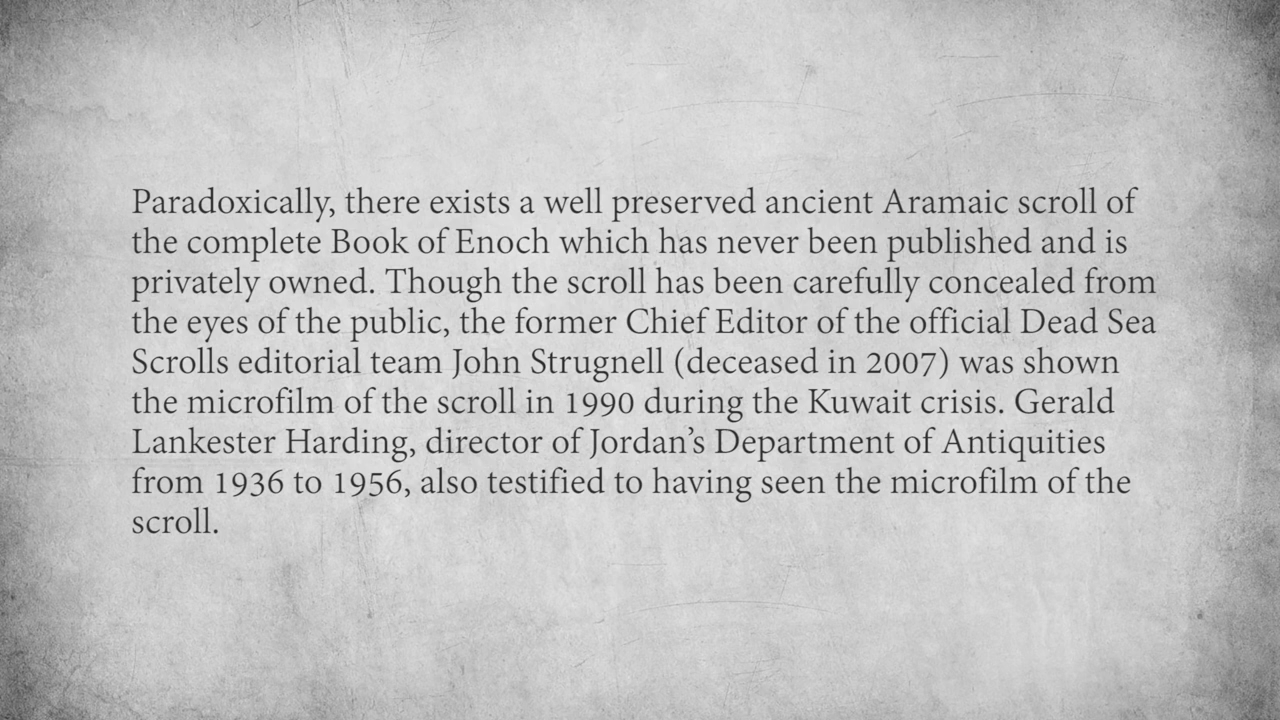 Paradoxically, there exists a well preserved ancient Aramaic scroll of
the complete Book of Enoch which has never been published and is
privately owned. Though the scroll has been carefully concealed from
the eyes of the public, the former Chief Editor of the official Dead Sea
Scrolls editorial team John Strugnell (deceased in 2007) was shown
the microfilm of the scroll in 1990 during the Kuwait crisis. Gerald
Lankester Harding, director of Jordan’s Department of Antiquities
from 1936 to 1956, also testified to having seen the microfilm of the
scroll.